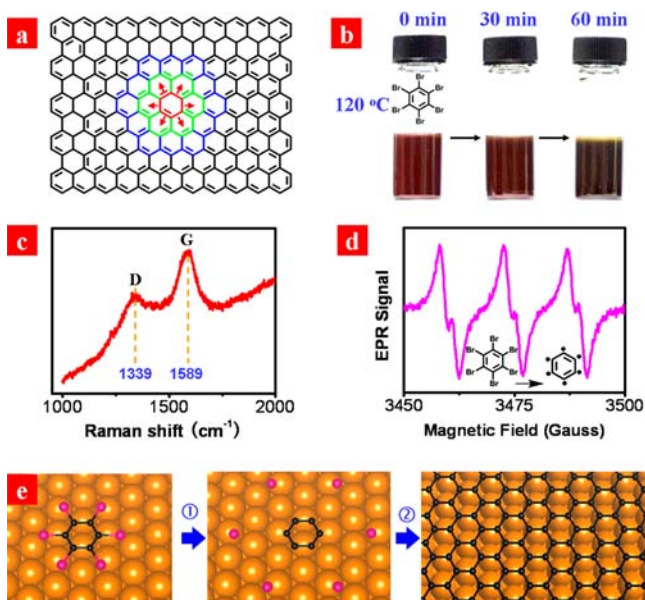 a
b
0 min 30 min 60 min
120 °C
Br
Br Br
Br Br
Br
c
D
G
1339 1589
1000 1500 2000
Raman shift (cm⁻¹)
d
EPR Signal
Br
Br Br
Br Br
Br
3450 3475 3500
Magnetic Field (Gauss)
e
①
②